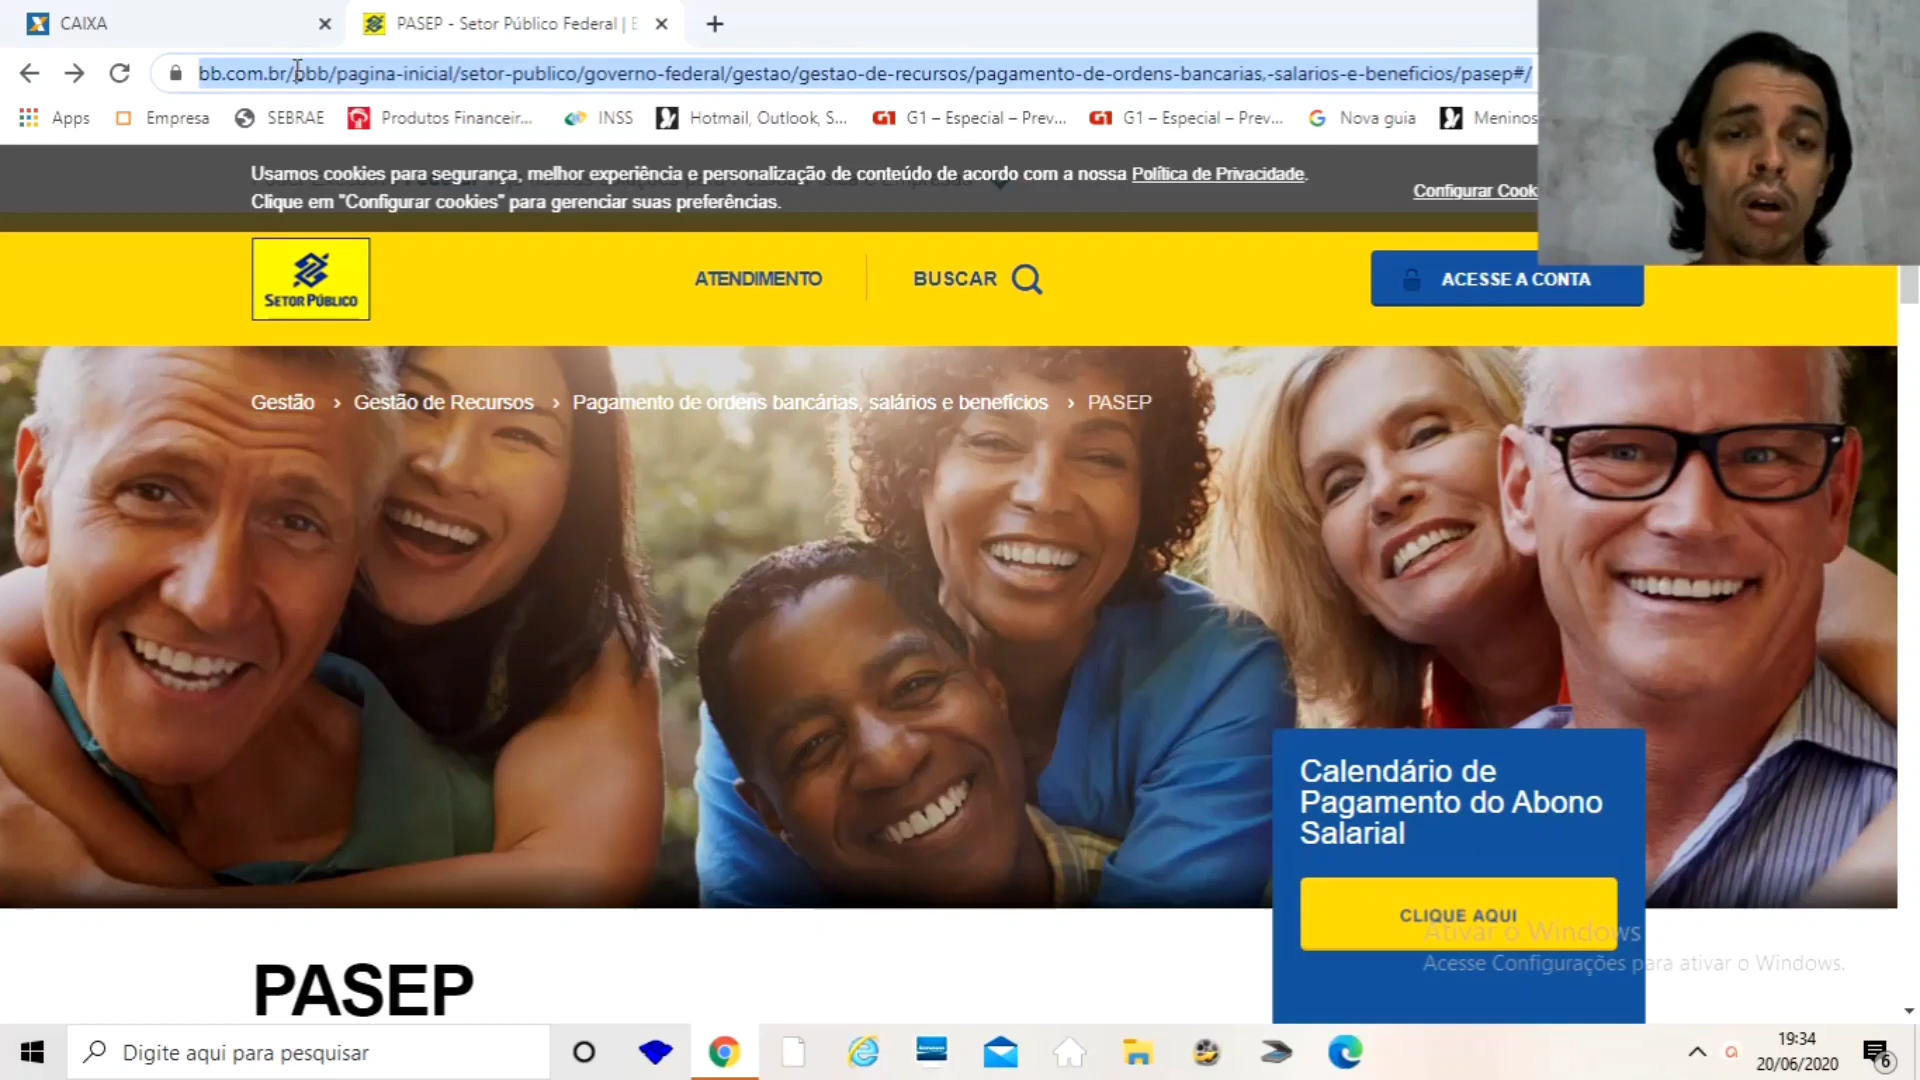 CAIXA
PASEP - Setor Público Federal |
bb.com.br/pbb/pagina-inicial/setor-publico/governo-federal/gestao/gestao-de-recursos/pagamento-de-ordens-bancarias,-salarios-e-beneficios/pasep#/
Apps Empresa SEBRAE Produtos Financeir... INSS Hotmail, Outlook, S... G1 G1 – Especial – Prev... G1 G1 – Especial – Prev... Nova guia Meninos
Usamos cookies para segurança, melhor experiência e personalização de conteúdo de acordo com a nossa Política de Privacidade.
Clique em "Configurar cookies" para gerenciar suas preferências.
Configurar Cook
SETOR PÚBLICO
ATENDIMENTO
BUSCAR
ACESSE A CONTA
Gestão › Gestão de Recursos › Pagamento de ordens bancárias, salários e benefícios › PASEP
Calendário de
Pagamento do Abono
Salarial
CLIQUE AQUI
Ativar o Windows
Acesse Configurações para ativar o Windows.
PASEP
Digite aqui para pesquisar
19:34
20/06/2020
6